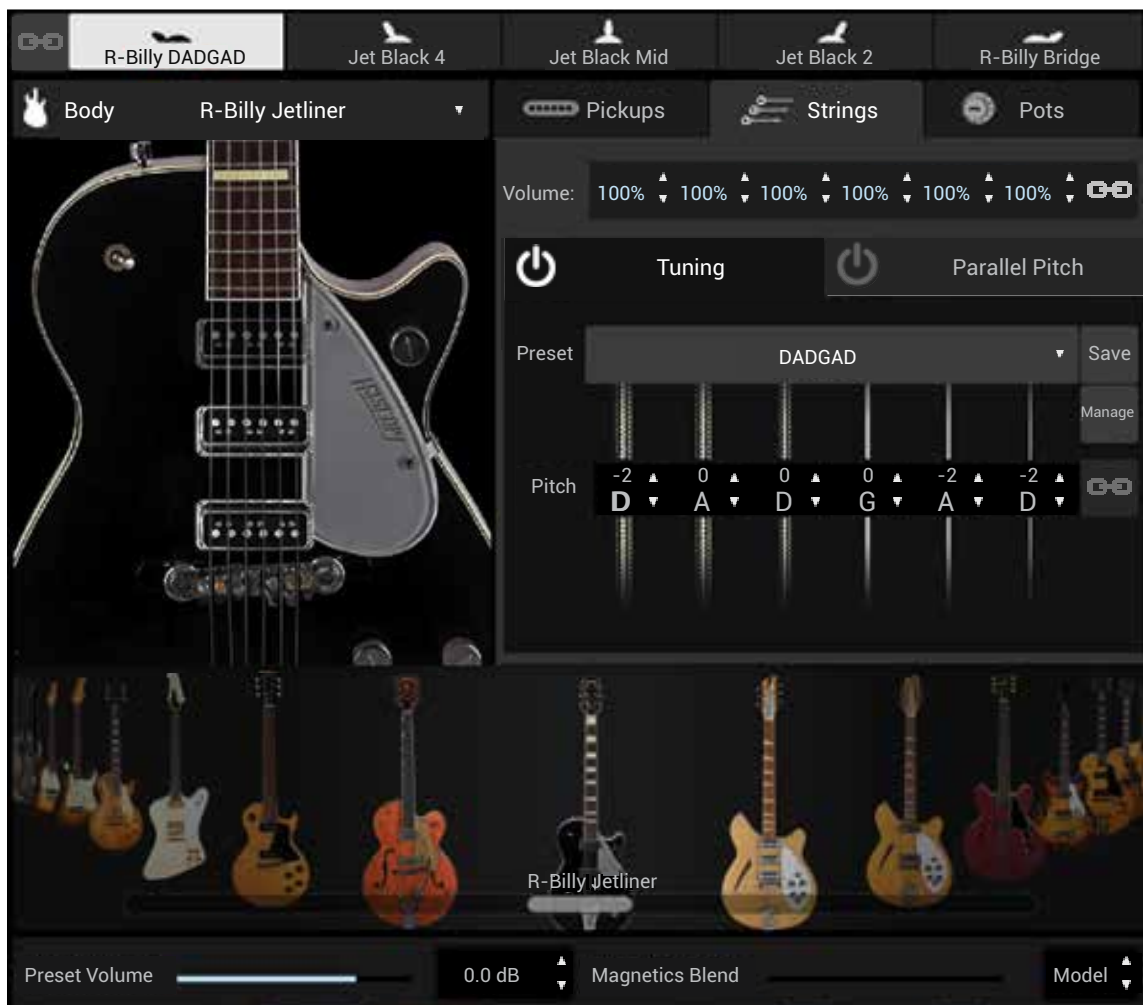 R-Billy DADGAD
Jet Black 4
Jet Black Mid
Jet Black 2
R-Billy Bridge
Body
R-Billy Jetliner
Pickups
Strings
Pots
Volume:
100% 100% 100% 100% 100% 100%
Tuning
Parallel Pitch
Preset
DADGAD
Save
Manage
GRETSCH
Pitch
-2 0 0 0 -2 -2
D A D G A D
R-Billy Jetliner
Preset Volume
0.0 dB
Magnetics Blend
Model